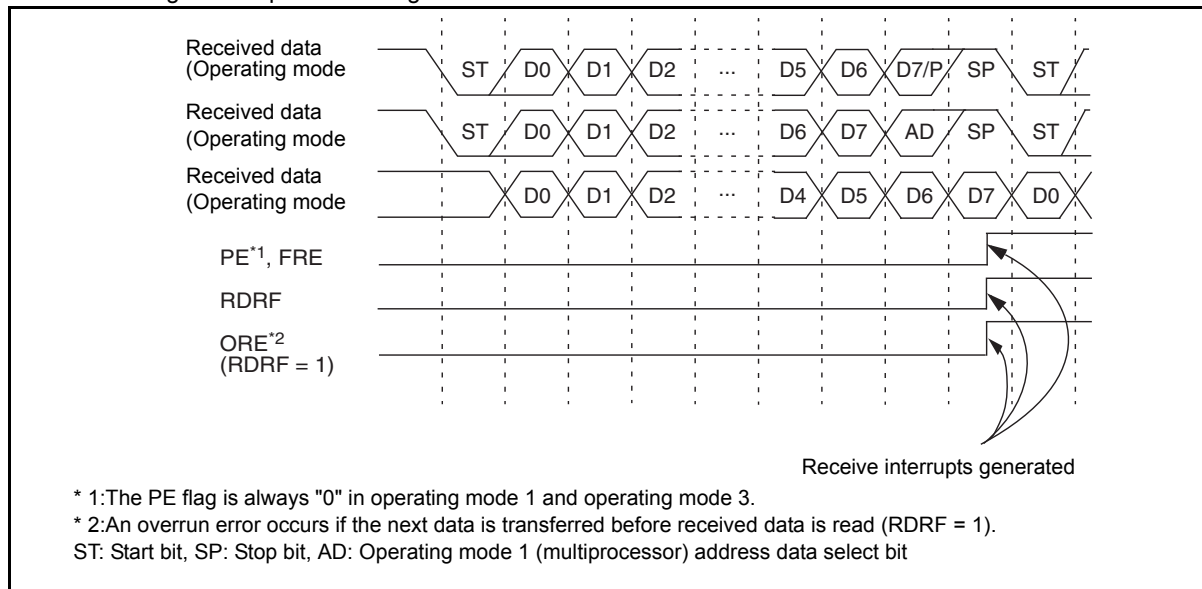 Received data
(Operating mode
ST D0 D1 D2 ... D5 D6 D7/P SP ST
Received data
(Operating mode
ST D0 D1 D2 ... D6 D7 AD SP ST
Received data
(Operating mode
D0 D1 D2 ... D4 D5 D6 D7 D0
PE*1, FRE
RDRF
ORE*2
(RDRF = 1)
Receive interrupts generated
* 1:The PE flag is always "0" in operating mode 1 and operating mode 3.
* 2:An overrun error occurs if the next data is transferred before received data is read (RDRF = 1).
ST: Start bit, SP: Stop bit, AD: Operating mode 1 (multiprocessor) address data select bit